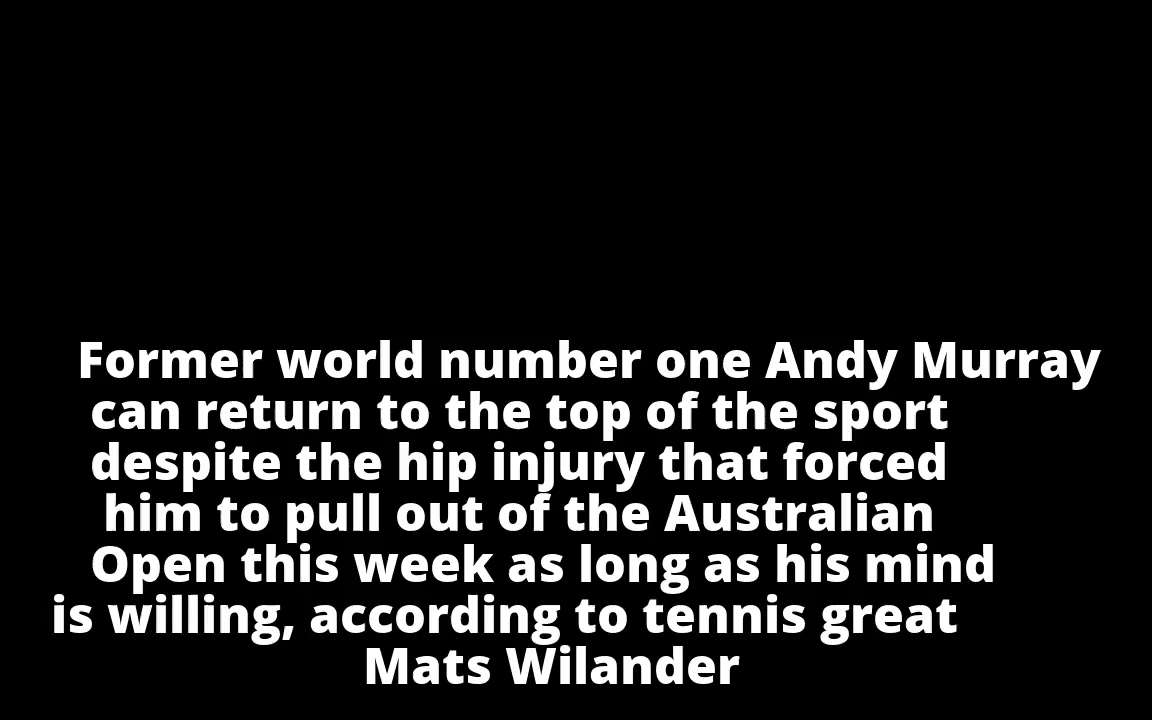 Former world number one Andy Murray
can return to the top of the sport
despite the hip injury that forced
him to pull out of the Australian
Open this week as long as his mind
is willing, according to tennis great
Mats Wilander